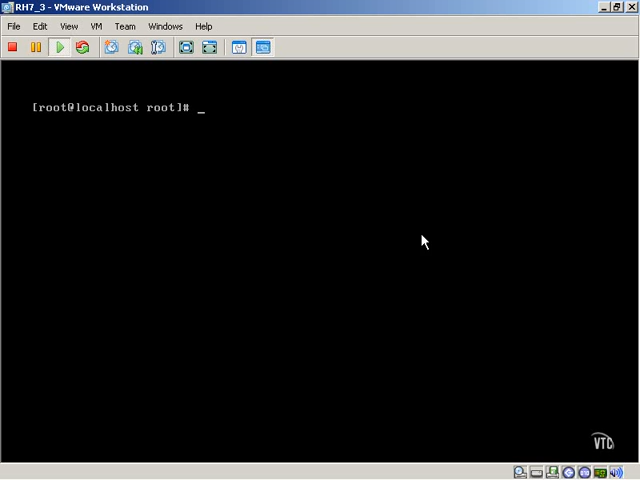 RH7_3 - VMware Workstation
File Edit View VM Team Windows Help
[root@localhost root]# _
VTC